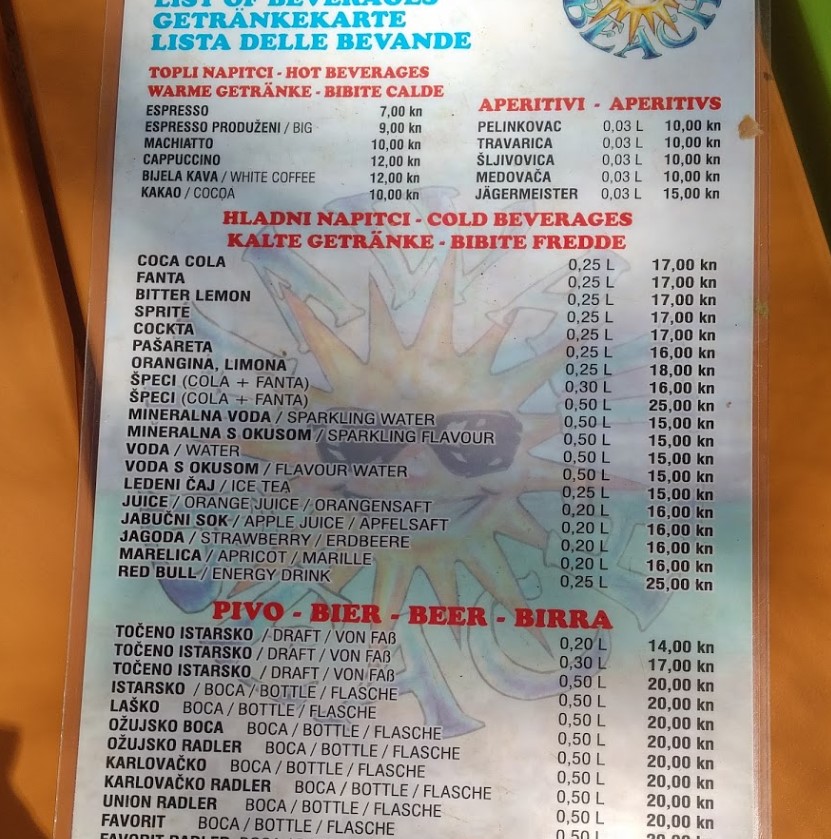 LIST OF BEVERAGES
GETRÄNKEKARTE
LISTA DELLE BEVANDE
BEACH
TOPLI NAPITCI - HOT BEVERAGES
WARME GETRÄNKE - BIBITE CALDE
ESPRESSO 7,00 kn
ESPRESSO PRODUŽENI / BIG 9,00 kn
MACHIATTO 10,00 kn
CAPPUCCINO 12,00 kn
BIJELA KAVA / WHITE COFFEE 12,00 kn
KAKAO / COCOA 10,00 kn
APERITIVI - APERITIVS
PELINKOVAC 0,03 L 10,00 kn
TRAVARICA 0,03 L 10,00 kn
ŠLJIVOVICA 0,03 L 10,00 kn
MEDOVAČA 0,03 L 10,00 kn
JÄGERMEISTER 0,03 L 15,00 kn
HLADNI NAPITCI - COLD BEVERAGES
KALTE GETRÄNKE - BIBITE FREDDE
COCA COLA 0,25 L 17,00 kn
FANTA 0,25 L 17,00 kn
BITTER LEMON 0,25 L 17,00 kn
SPRITE 0,25 L 17,00 kn
COCKTA 0,25 L 17,00 kn
PAŠARETA 0,25 L 16,00 kn
ORANGINA, LIMONA 0,25 L 18,00 kn
ŠPECI (COLA + FANTA) 0,30 L 16,00 kn
ŠPECI (COLA + FANTA) 0,50 L 25,00 kn
MINERALNA VODA / SPARKLING WATER 0,50 L 15,00 kn
MINERALNA S OKUSOM / SPARKLING FLAVOUR 0,50 L 15,00 kn
VODA / WATER 0,50 L 15,00 kn
VODA S OKUSOM / FLAVOUR WATER 0,50 L 15,00 kn
LEDENI ČAJ / ICE TEA 0,25 L 15,00 kn
JUICE / ORANGE JUICE / ORANGENSAFT 0,20 L 16,00 kn
JABUČNI SOK / APPLE JUICE / APFELSAFT 0,20 L 16,00 kn
JAGODA / STRAWBERRY / ERDBEERE 0,20 L 16,00 kn
MARELICA / APRICOT / MARILLE 0,20 L 16,00 kn
RED BULL / ENERGY DRINK 0,25 L 25,00 kn
PIVO - BIER - BEER - BIRRA
TOČENO ISTARSKO / DRAFT / VON FAß 0,20 L 14,00 kn
TOČENO ISTARSKO / DRAFT / VON FAß 0,30 L 17,00 kn
TOČENO ISTARSKO / DRAFT / VON FAß 0,50 L 20,00 kn
ISTARSKO / BOCA / BOTTLE / FLASCHE 0,50 L 20,00 kn
LAŠKO BOCA / BOTTLE / FLASCHE 0,50 L 20,00 kn
OŽUJSKO BOCA BOCA / BOTTLE / FLASCHE 0,50 L 20,00 kn
OŽUJSKO RADLER BOCA / BOTTLE / FLASCHE 0,50 L 20,00 kn
KARLOVAČKO BOCA / BOTTLE / FLASCHE 0,50 L 20,00 kn
KARLOVAČKO RADLER BOCA / BOTTLE / FLASCHE 0,50 L 20,00 kn
UNION RADLER BOCA / BOTTLE / FLASCHE 0,50 L 20,00 kn
FAVORIT BOCA / BOTTLE / FLASCHE 0,50 L 20,00 kn
FAVORIT RADLER